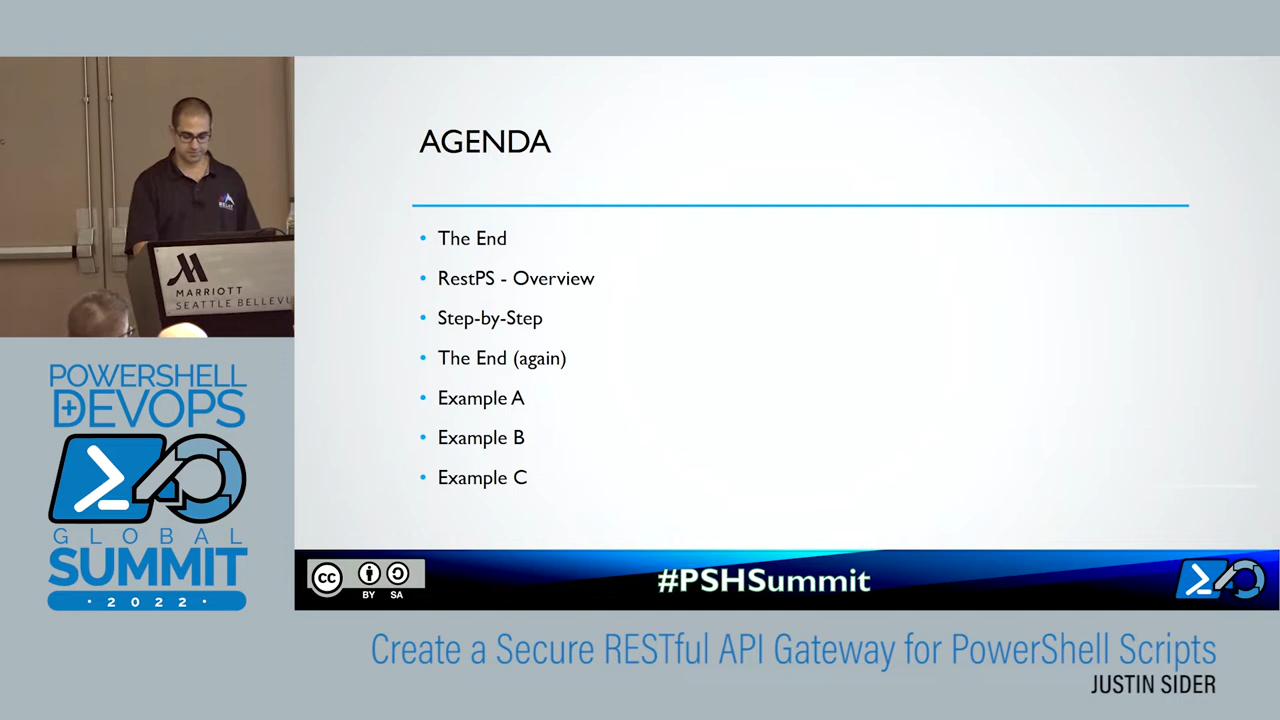 MARRIOTT
SEATTLE BELLEVU
POWERSHELL
+DEVOPS
GLOBAL
SUMMIT
· 2022 ·
AGENDA
• The End
• RestPS - Overview
• Step-by-Step
• The End (again)
• Example A
• Example B
• Example C
CC
BY SA
#PSHSummit
Create a Secure RESTful API Gateway for PowerShell Scripts
JUSTIN SIDER